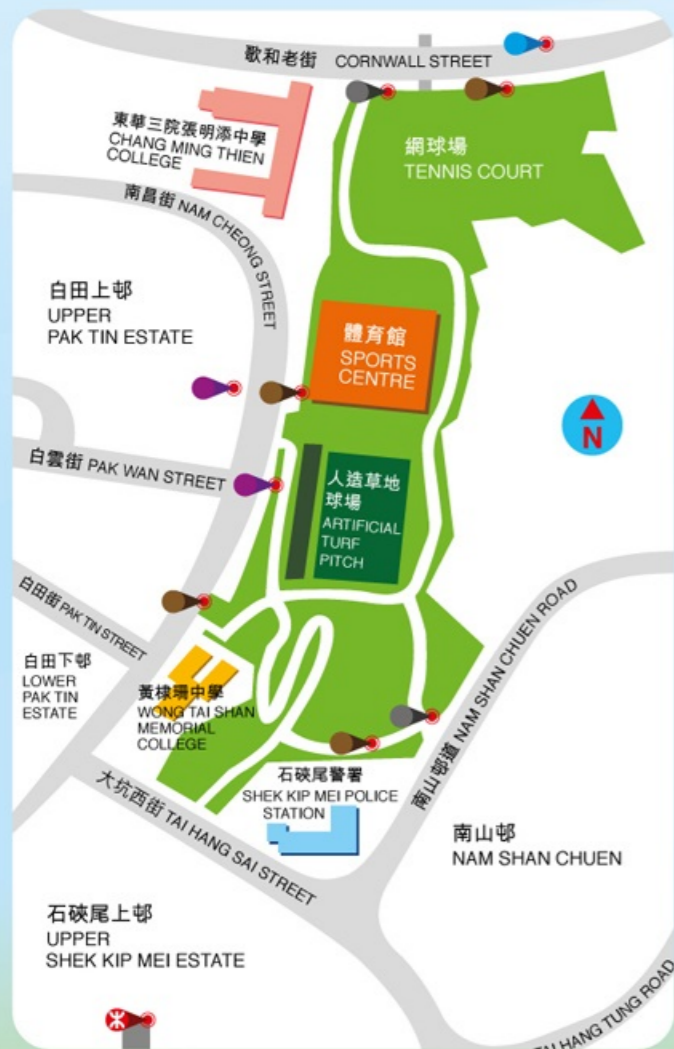 歌和老街 CORNWALL STREET
東華三院張明添中學
CHANG MING THIEN
COLLEGE
網球場
TENNIS COURT
南昌街 NAM CHEONG STREET
白田上邨
UPPER
PAK TIN ESTATE
體育館
SPORTS
CENTRE
N
白雲街 PAK WAN STREET
人造草地
球場
ARTIFICIAL
TURF
PITCH
白田街 PAK TIN STREET
白田下邨
LOWER
PAK TIN
ESTATE
黃棣珊中學
WONG TAI SHAN
MEMORIAL
COLLEGE
南山邨道 NAM SHAN CHUEN ROAD
石硤尾警署
SHEK KIP MEI POLICE
STATION
大坑西街 TAI HANG SAI STREET
南山邨
NAM SHAN CHUEN
石硤尾上邨
UPPER
SHEK KIP MEI ESTATE
TAI HANG TUNG ROAD